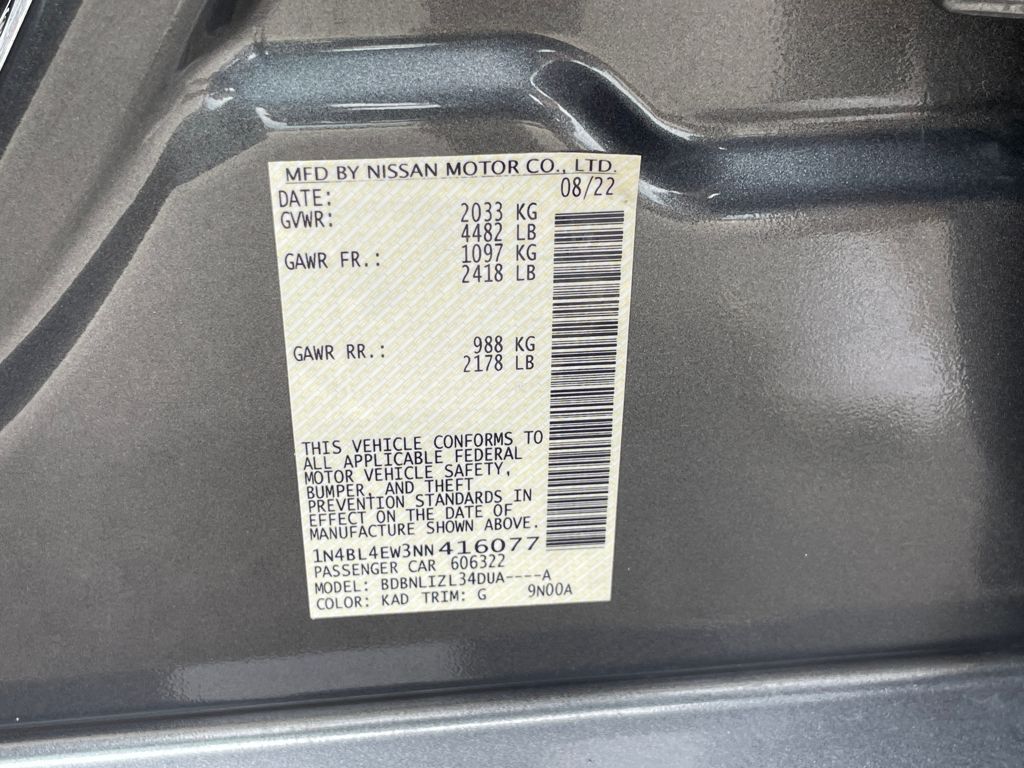 MFD BY NISSAN MOTOR CO., LTD.
DATE: 08/22
GVWR: 2033 KG
4482 LB
GAWR FR.: 1097 KG
2418 LB
GAWR RR.: 988 KG
2178 LB
THIS VEHICLE CONFORMS TO
ALL APPLICABLE FEDERAL
MOTOR VEHICLE SAFETY,
BUMPER, AND THEFT
PREVENTION STANDARDS IN
EFFECT ON THE DATE OF
MANUFACTURE SHOWN ABOVE.
1N4BL4EW3NN416077
PASSENGER CAR 606322
MODEL: BDBNLIZL34DUA----A
COLOR: KAD TRIM: G 9N00A